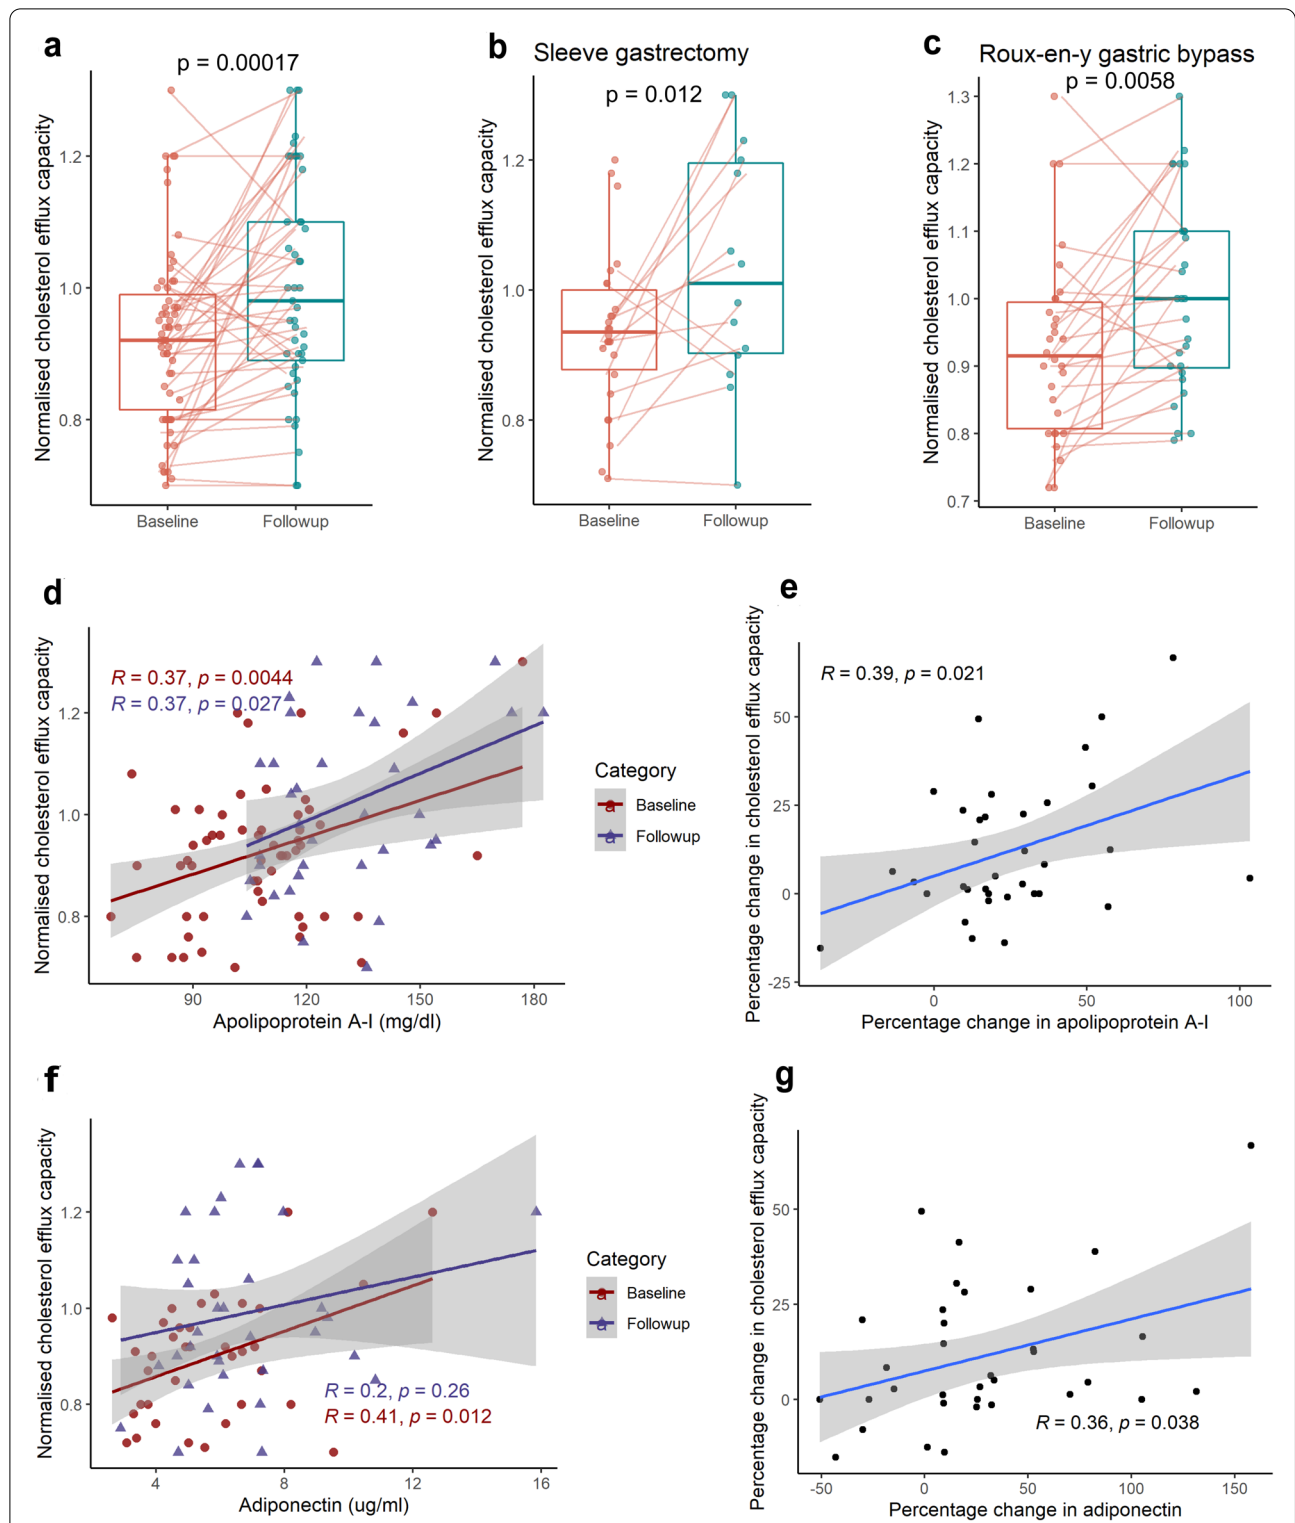 a
p = 0.00017
Normalised cholesterol efflux capacity
1.2
1.0
0.8
Baseline
Followup
b
Sleeve gastrectomy
p = 0.012
Normalised cholesterol efflux capacity
1.2
1.0
0.8
Baseline
Followup
c
Roux-en-y gastric bypass
p = 0.0058
Normalised cholesterol efflux capacity
1.3
1.2
1.1
1.0
0.9
0.8
0.7
Baseline
Followup
d
R = 0.37, p = 0.0044
R = 0.37, p = 0.027
Normalised cholesterol efflux capacity
1.2
1.0
0.8
90
120
150
180
Apolipoprotein A-I (mg/dl)
Category
a Baseline
a Followup
e
R = 0.39, p = 0.021
Percentage change in cholesterol efflux capacity
50
25
0
-25
0
50
100
Percentage change in apolipoprotein A-I
f
Normalised cholesterol efflux capacity
1.2
1.0
0.8
R = 0.2, p = 0.26
R = 0.41, p = 0.012
4
8
12
16
Adiponectin (ug/ml)
Category
a Baseline
a Followup
g
Percentage change in cholesterol efflux capacity
50
25
0
R = 0.36, p = 0.038
-50
0
50
100
150
Percentage change in adiponectin